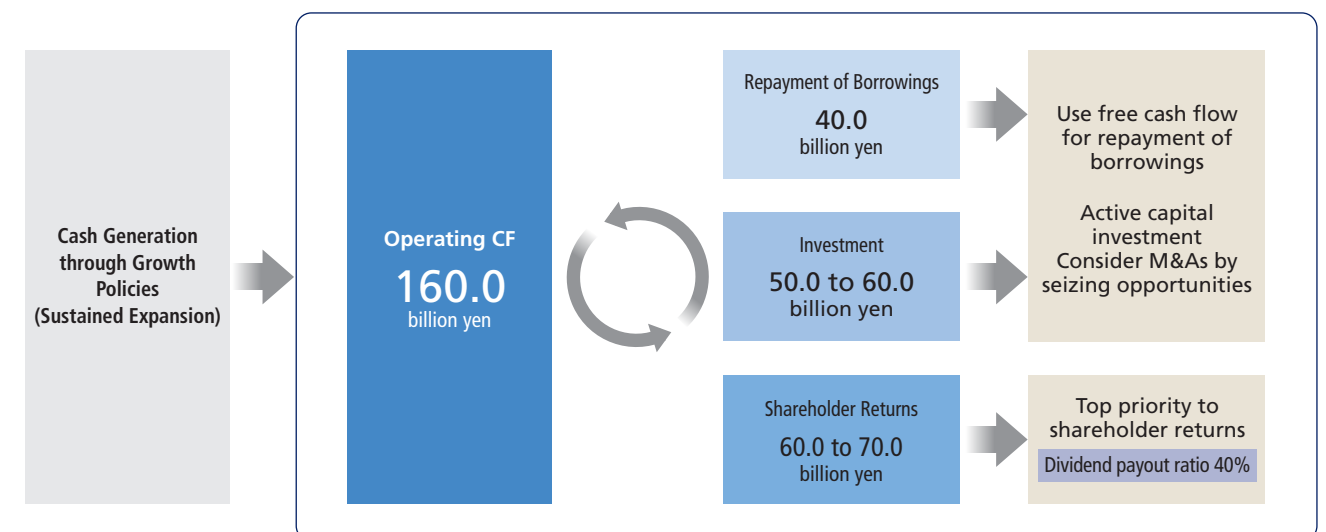 Cash Generation
through Growth
Policies
(Sustained Expansion)
Operating CF
160.0
billion yen
Repayment of Borrowings
40.0
billion yen
Investment
50.0 to 60.0
billion yen
Shareholder Returns
60.0 to 70.0
billion yen
Use free cash flow
for repayment of
borrowings
Active capital
investment
Consider M&As by
seizing opportunities
Top priority to
shareholder returns
Dividend payout ratio 40%